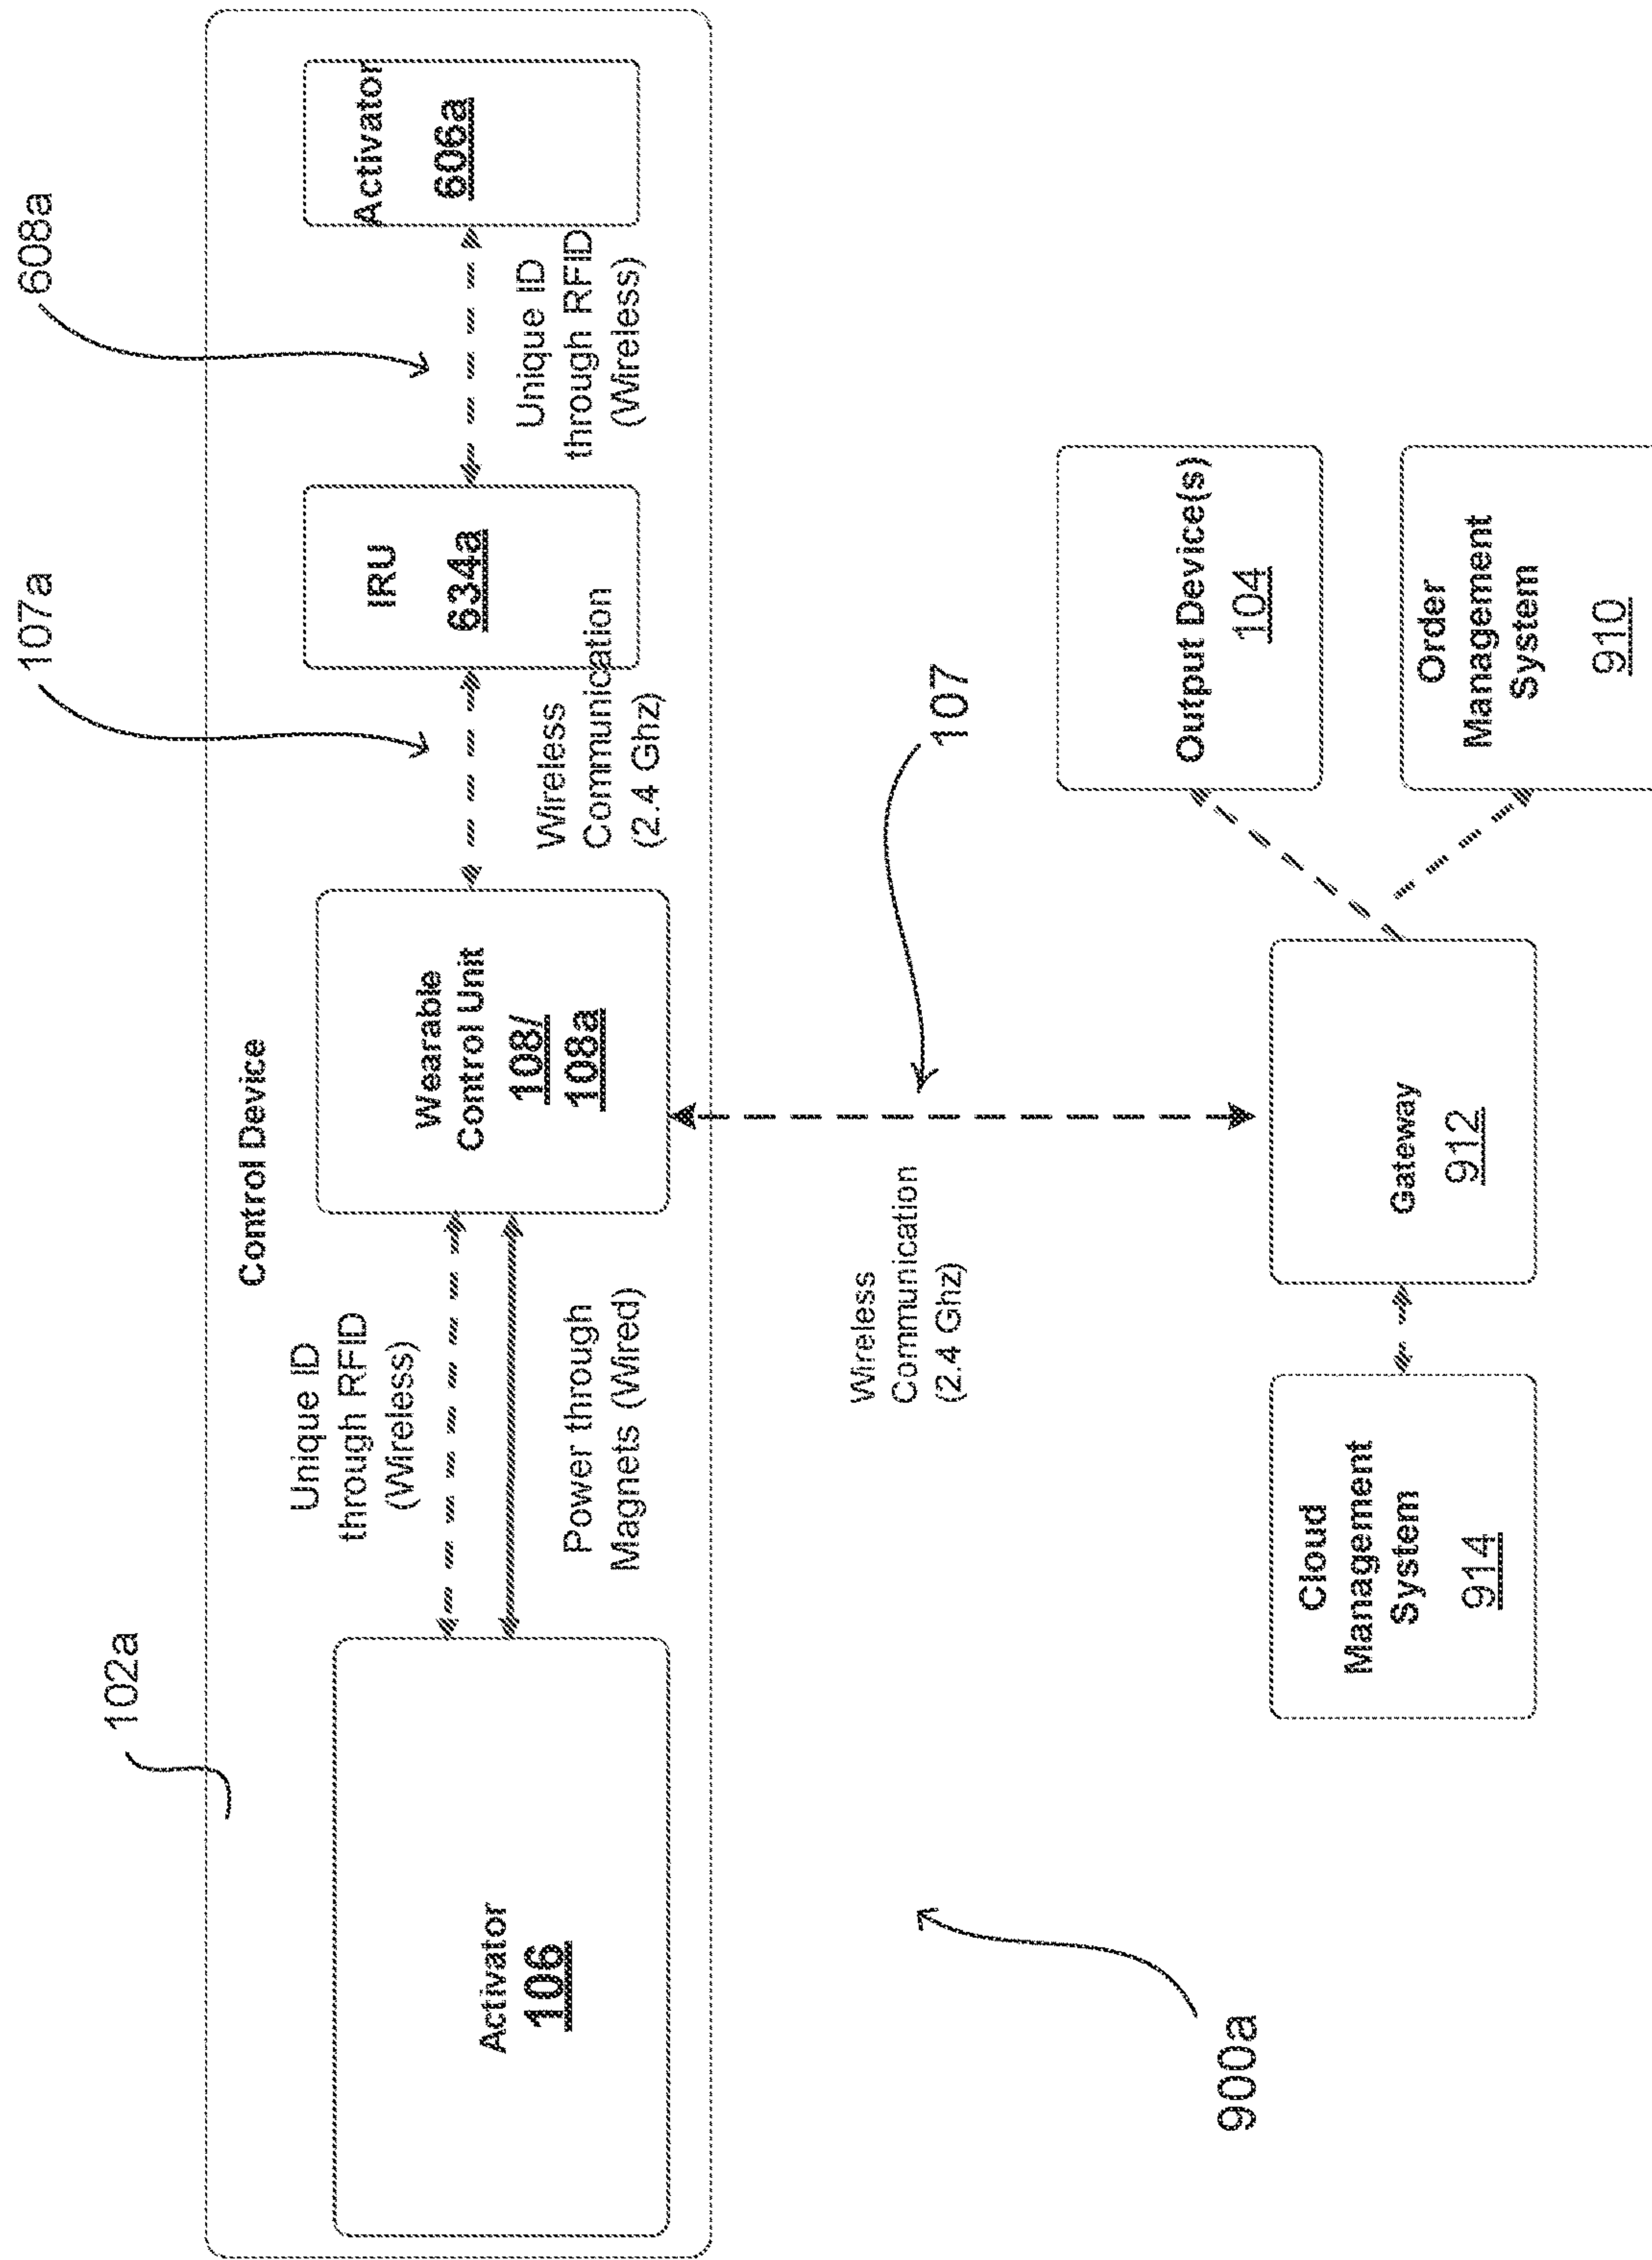 102a
107a
608a
Control Device
Activator
106
Unique ID
through RFID
(Wireless)
Power through
Magnets (Wired)
Wearable
Control Unit
108/
108a
Wireless
Communication
(2.4 Ghz)
IRU
634a
Unique ID
through RFID
(Wireless)
Activator
606a
Wireless
Communication
(2.4 Ghz)
107
900a
Cloud
Management
System
914
Gateway
912
Output Device(s)
104
Order
Management
System
910